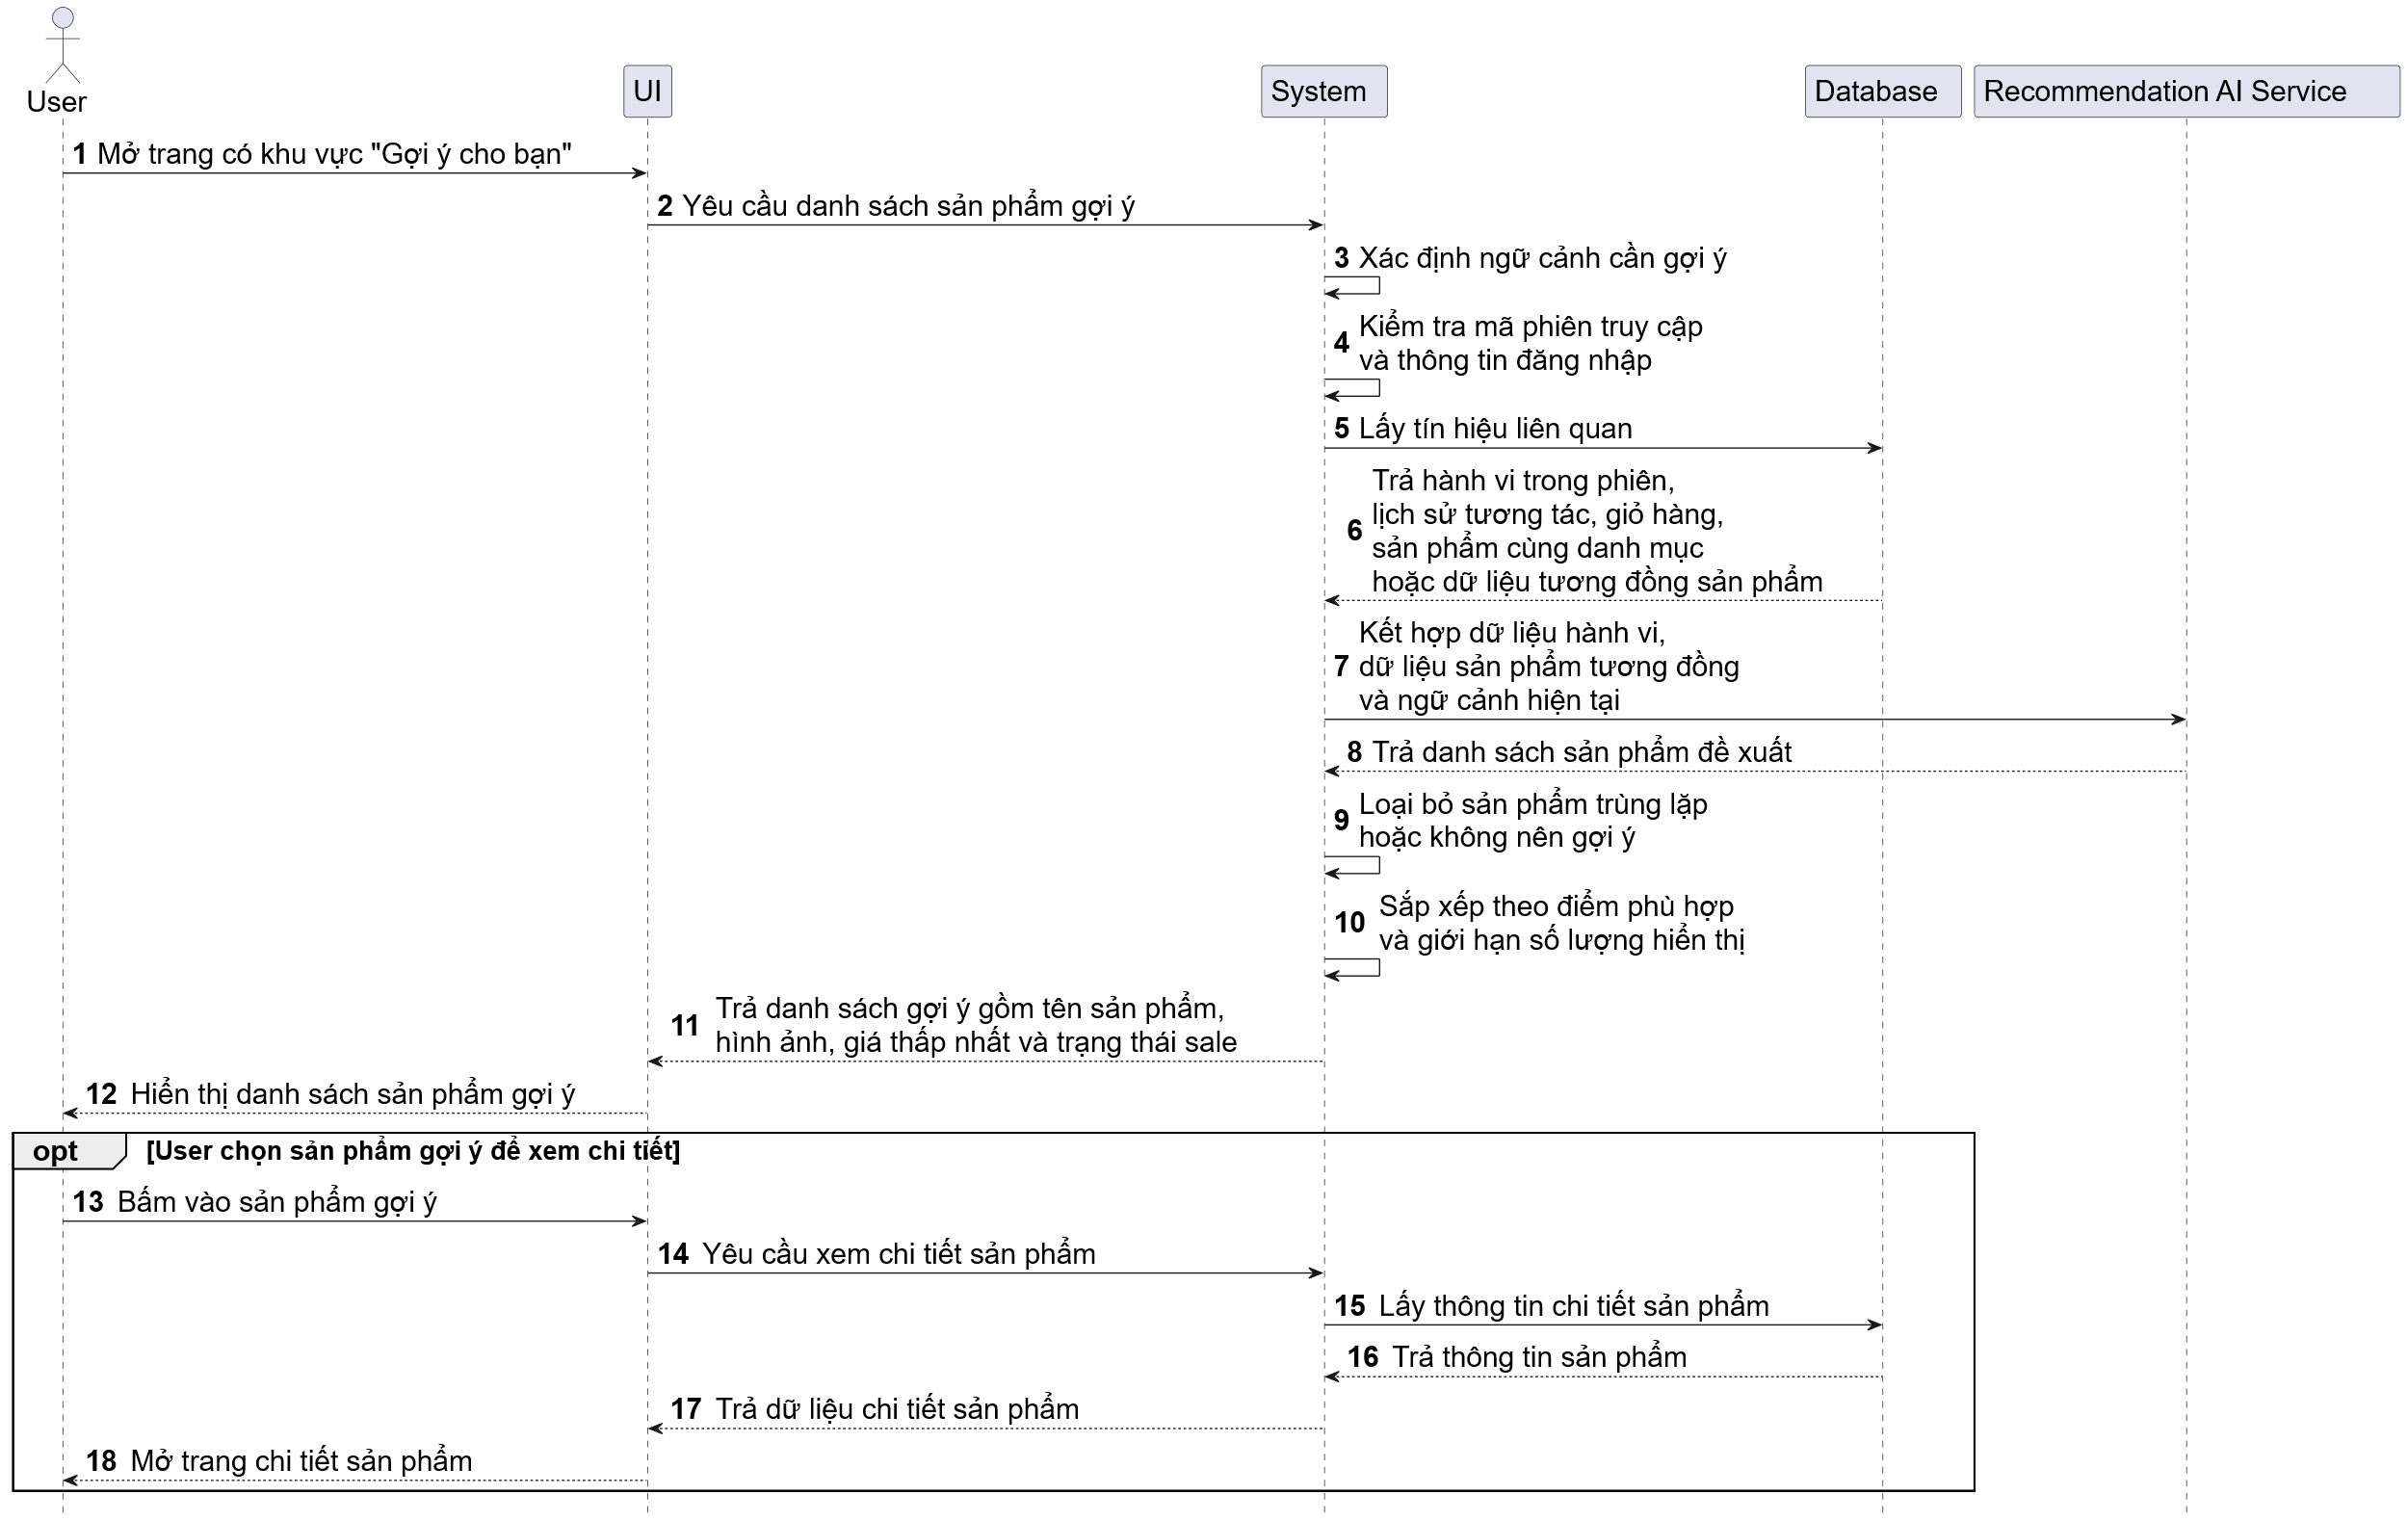 User
UI
System
Database
Recommendation AI Service
1 Mở trang có khu vực "Gợi ý cho bạn"
2 Yêu cầu danh sách sản phẩm gợi ý
3 Xác định ngữ cảnh cần gợi ý
4 Kiểm tra mã phiên truy cập
và thông tin đăng nhập
5 Lấy tín hiệu liên quan
6 Trả hành vi trong phiên,
lịch sử tương tác, giỏ hàng,
sản phẩm cùng danh mục
hoặc dữ liệu tương đồng sản phẩm
7 Kết hợp dữ liệu hành vi,
dữ liệu sản phẩm tương đồng
và ngữ cảnh hiện tại
8 Trả danh sách sản phẩm đề xuất
9 Loại bỏ sản phẩm trùng lặp
hoặc không nên gợi ý
10 Sắp xếp theo điểm phù hợp
và giới hạn số lượng hiển thị
11 Trả danh sách gợi ý gồm tên sản phẩm,
hình ảnh, giá thấp nhất và trạng thái sale
12 Hiển thị danh sách sản phẩm gợi ý
opt [User chọn sản phẩm gợi ý để xem chi tiết]
13 Bấm vào sản phẩm gợi ý
14 Yêu cầu xem chi tiết sản phẩm
15 Lấy thông tin chi tiết sản phẩm
16 Trả thông tin sản phẩm
17 Trả dữ liệu chi tiết sản phẩm
18 Mở trang chi tiết sản phẩm